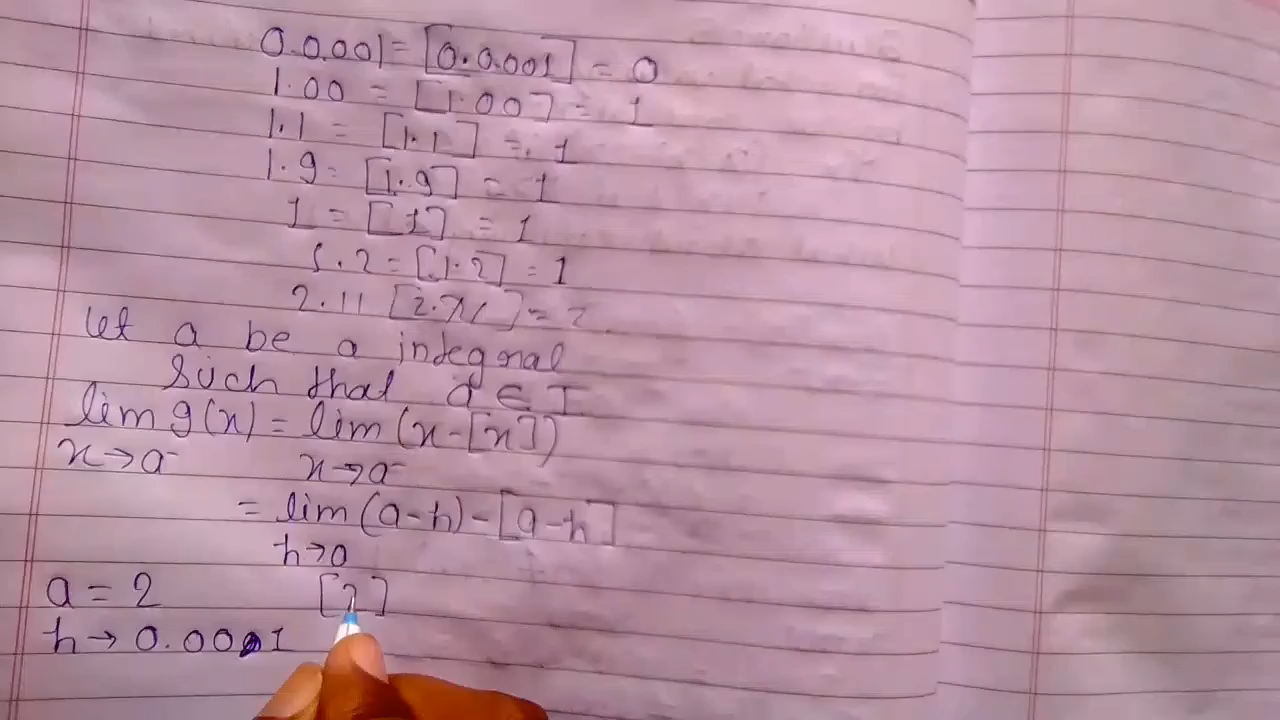 0.0.001 = [0.0.001] = 0
1.00 = [1.00] = 1
1.1 = [1.1] = 1
1.9 = [1.9] = 1
1 = [1] = 1
1.2 = [1.2] = 1
2.11 [2.11] = 2
let a be a integral
Such that a ∈ I
lim g(x) = lim (x-[x])
x→a⁻ x→a⁻
= lim (a-h) - [a-h]
h→0
a = 2 [2]
h → 0.001